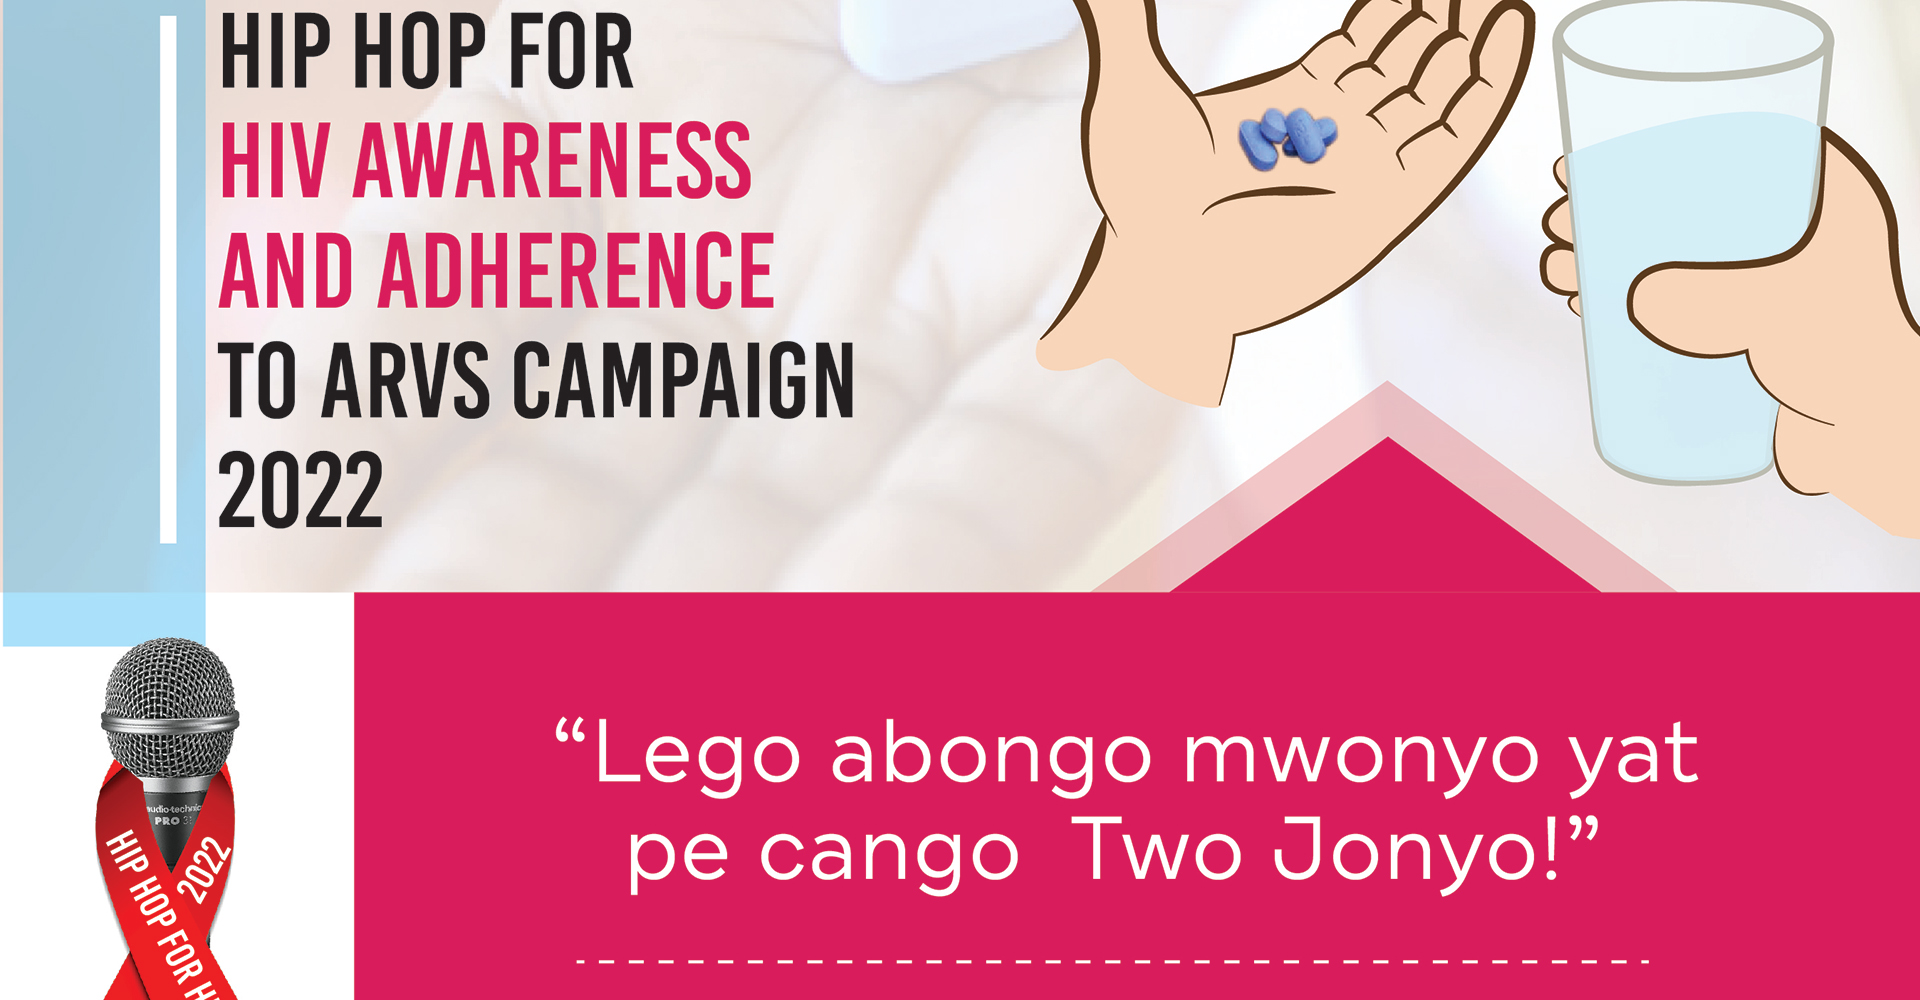 HIP HOP FOR
HIV AWARENESS
AND ADHERENCE
TO ARVS CAMPAIGN
2022
“Lego abongo mwonyo yat
pe cango Two Jonyo!”
audio-technica
PRO 31
2022
HIP HOP FOR